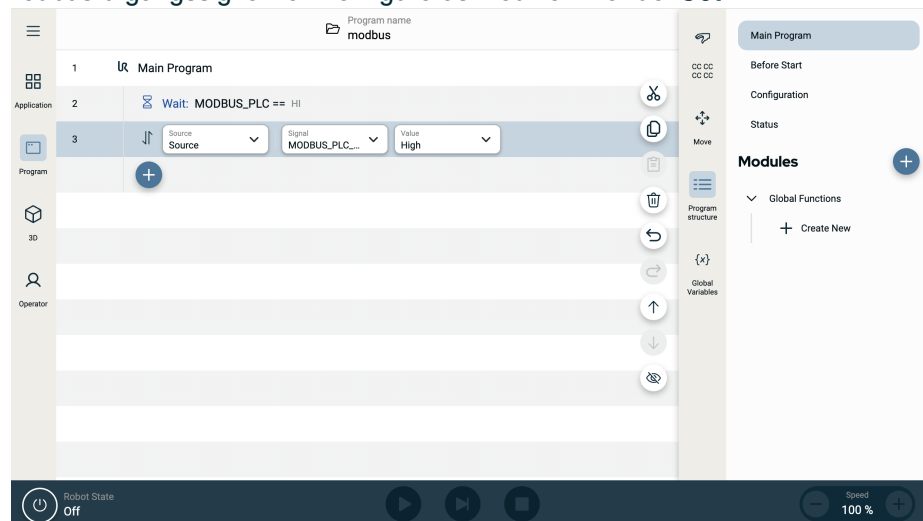 Program name
modbus
1 Main Program
2 Wait: MODBUS_PLC == HI
3
Source
Source
Signal
MODBUS_PLC_...
Value
High
Application
Program
3D
Operator
CC CC
CC CC
Move
Program
structure
{x}
Global
Variables
Main Program
Before Start
Configuration
Status
Modules
Global Functions
Create New
Robot State
Off
Speed
100 %